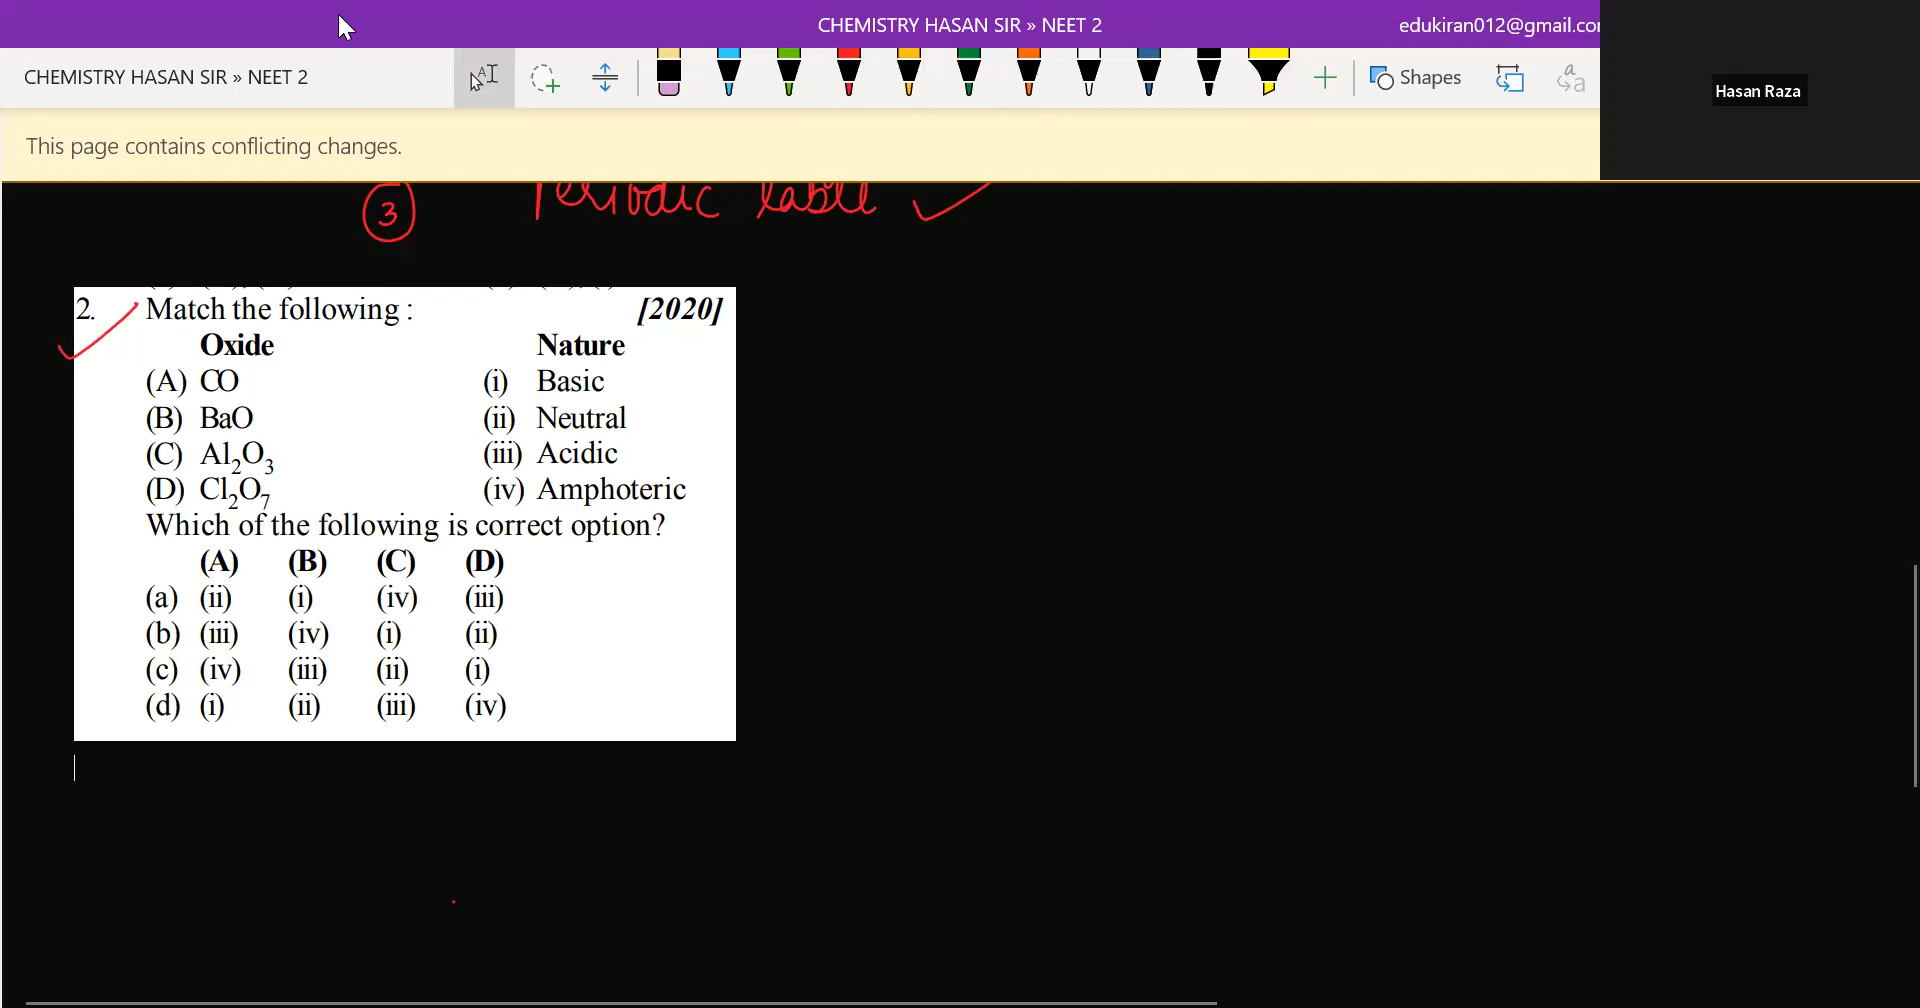 CHEMISTRY HASAN SIR » NEET 2
edukiran012@gmail.co
CHEMISTRY HASAN SIR » NEET 2
Shapes
Hasan Raza
This page contains conflicting changes.
3 Periodic table
2. Match the following : [2020]
Oxide Nature
(A) CO (i) Basic
(B) BaO (ii) Neutral
(C) Al₂O₃ (iii) Acidic
(D) Cl₂O₇ (iv) Amphoteric
Which of the following is correct option?
(A) (B) (C) (D)
(a) (ii) (i) (iv) (iii)
(b) (iii) (iv) (i) (ii)
(c) (iv) (iii) (ii) (i)
(d) (i) (ii) (iii) (iv)